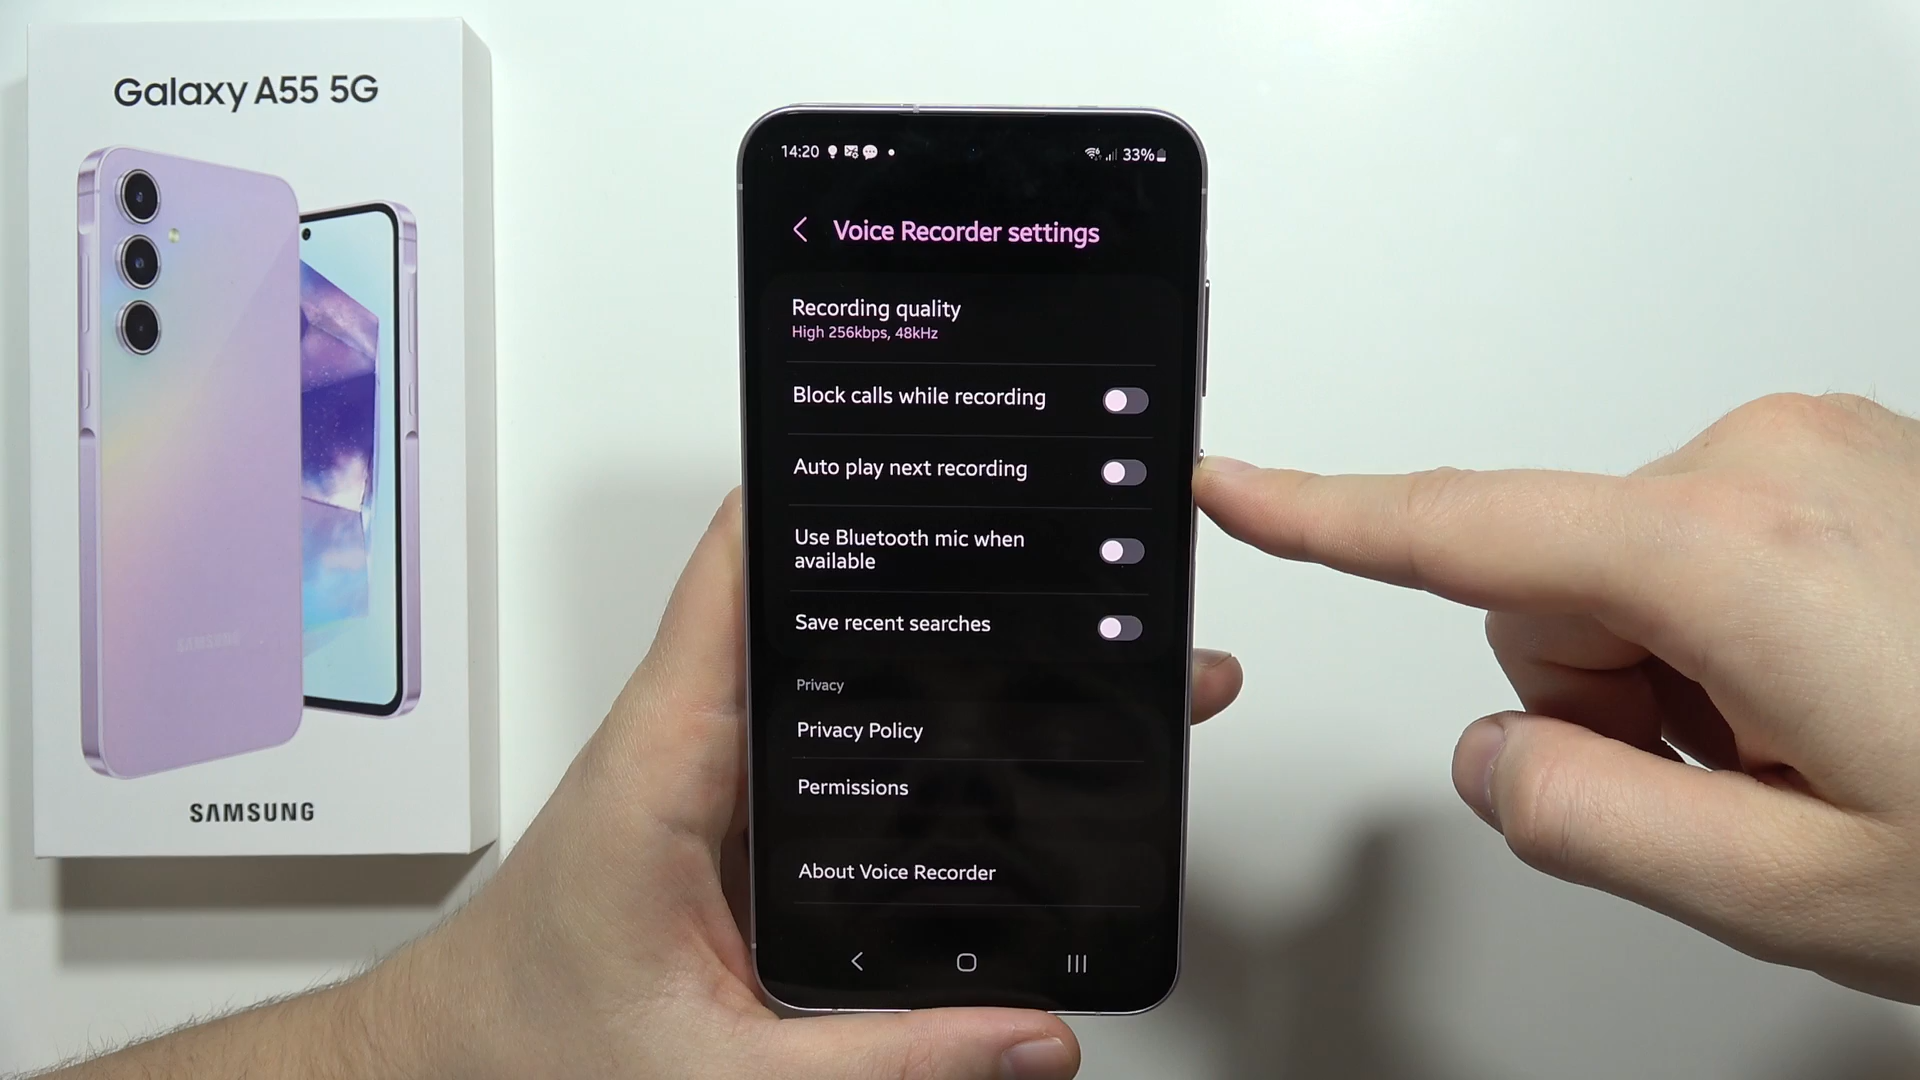 Galaxy A55 5G
SAMSUNG
SAMSUNG
14:20
33%
Voice Recorder settings
Recording quality
High 256kbps, 48kHz
Block calls while recording
Auto play next recording
Use Bluetooth mic when
available
Save recent searches
Privacy
Privacy Policy
Permissions
About Voice Recorder